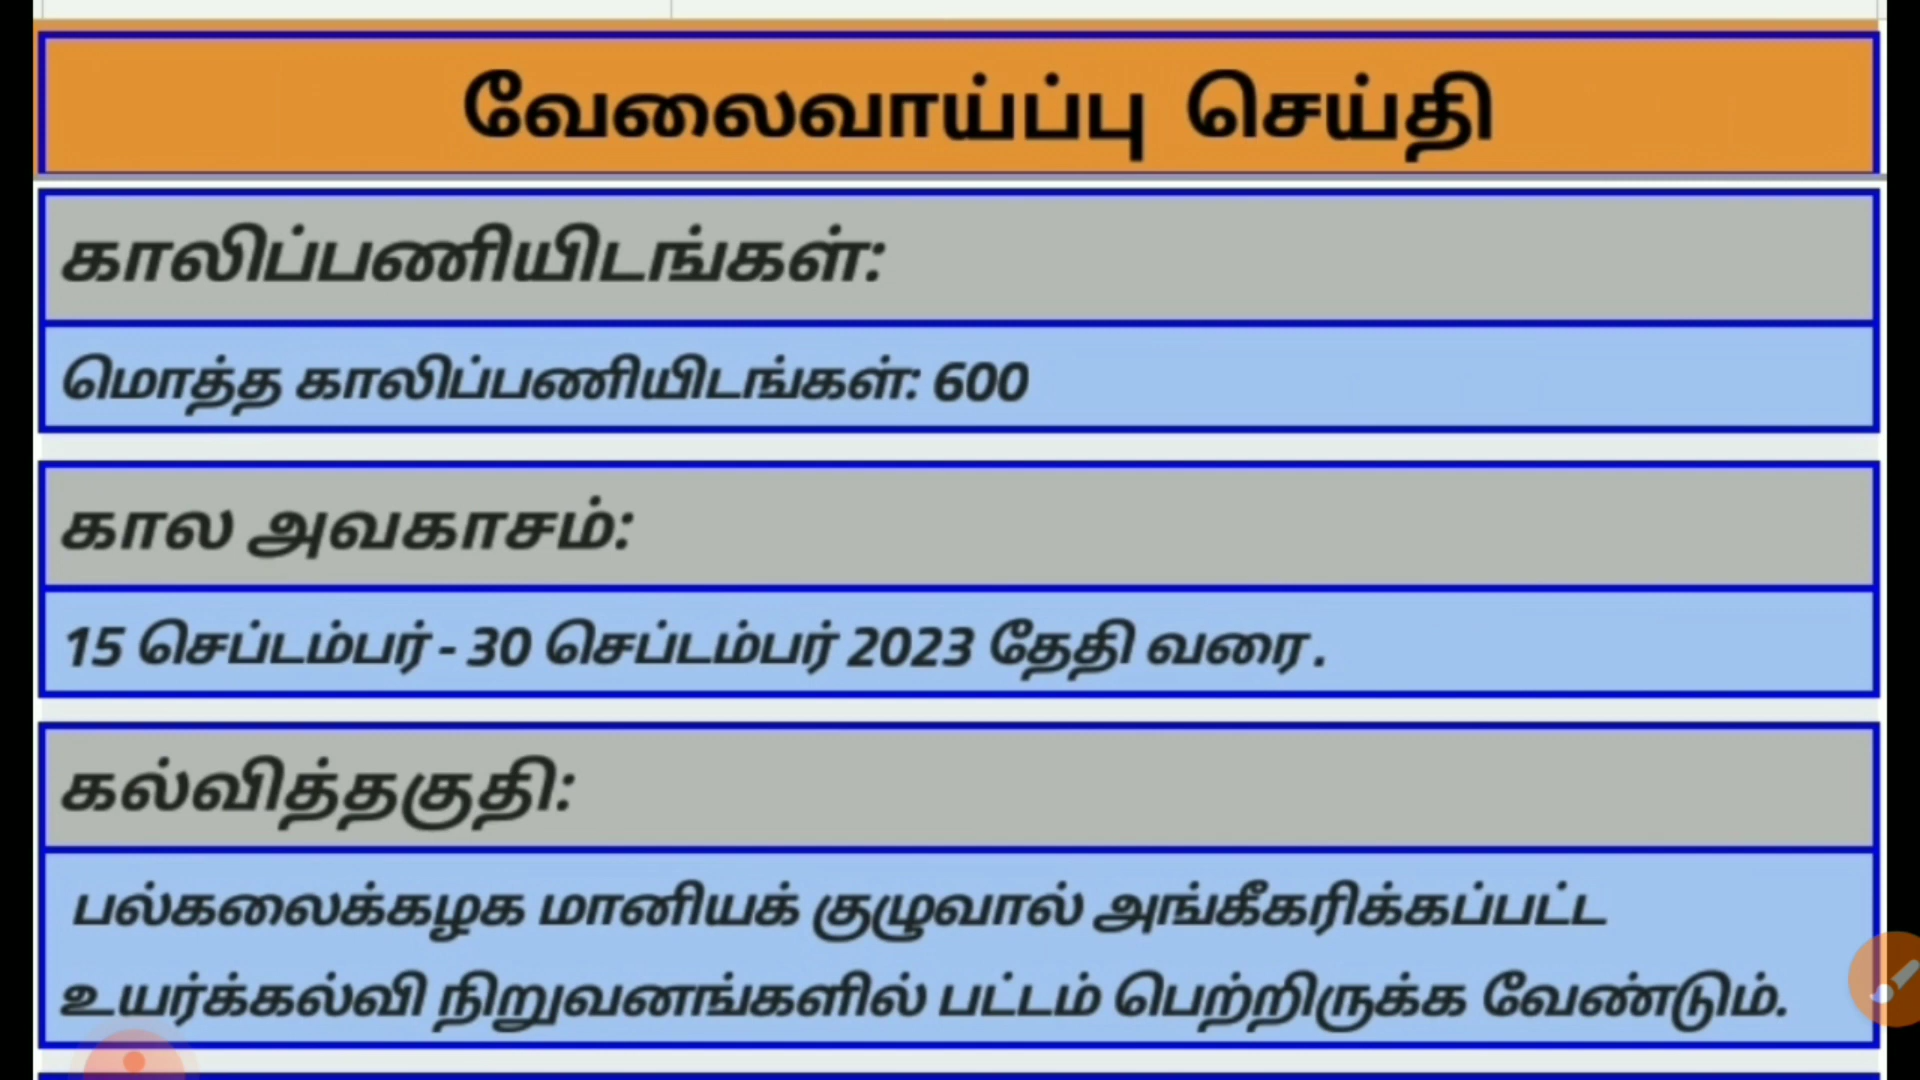 வேலைவாய்ப்பு செய்தி
காலிப்பணியிடங்கள்:
மொத்த காலிப்பணியிடங்கள்: 600
கால அவகாசம்:
15 செப்டம்பர் - 30 செப்டம்பர் 2023 தேதி வரை .
கல்வித்தகுதி:
பல்கலைக்கழக மானியக் குழுவால் அங்கீகரிக்கப்பட்ட
உயர்க்கல்வி நிறுவனங்களில் பட்டம் பெற்றிருக்க வேண்டும்.